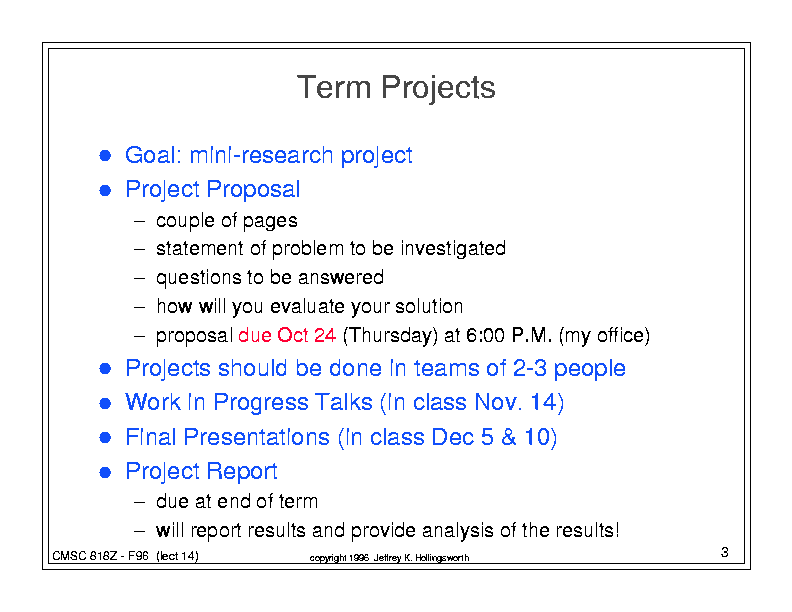 Term Projects
● Goal: mini-research project
● Project Proposal
– couple of pages
– statement of problem to be investigated
– questions to be answered
– how will you evaluate your solution
– proposal due Oct 24 (Thursday) at 6:00 P.M. (my office)
● Projects should be done in teams of 2-3 people
● Work in Progress Talks (in class Nov. 14)
● Final Presentations (in class Dec 5 & 10)
● Project Report
– due at end of term
– will report results and provide analysis of the results!
CMSC 818Z - F96 (lect 14)
copyright 1996 Jeffrey K. Hollingsworth
3